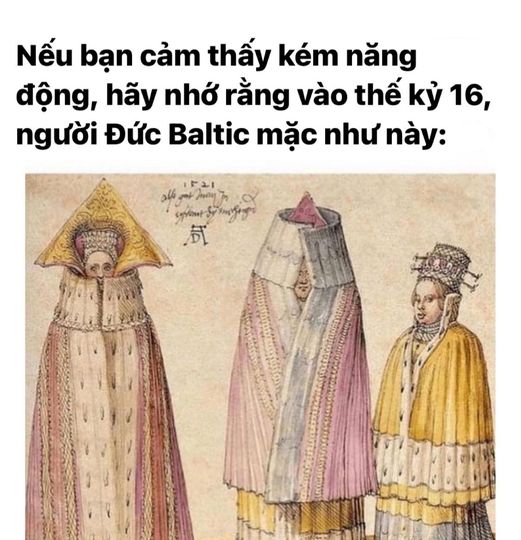 Nếu bạn cảm thấy kém năng
động, hãy nhớ rằng vào thế kỷ 16,
người Đức Baltic mặc như này:
1521
AD